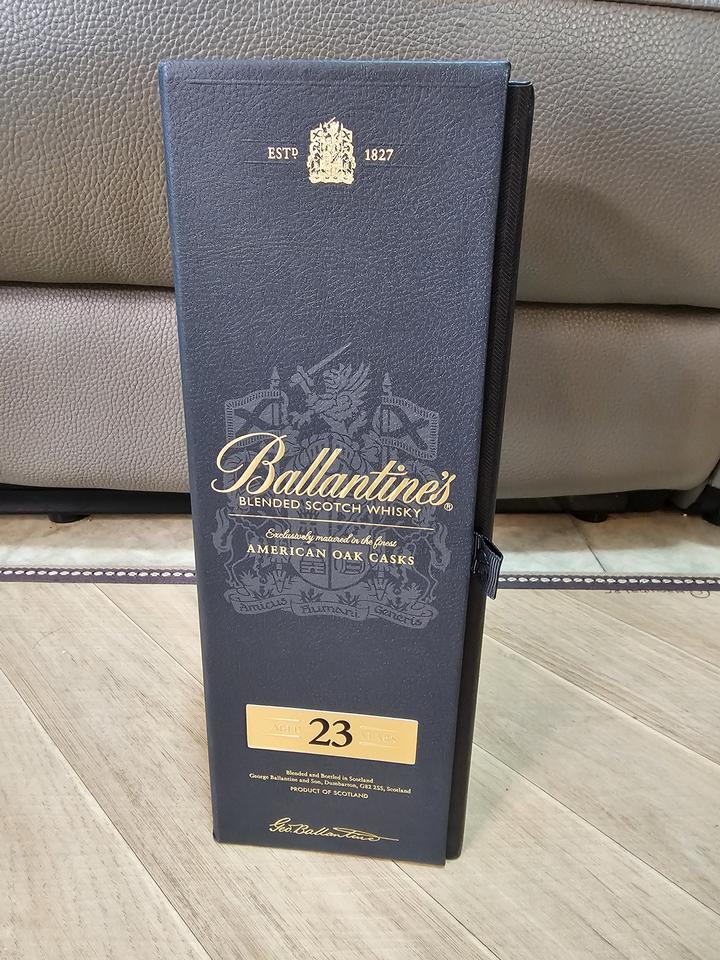 ESTD 1827
Ballantine's®
BLENDED SCOTCH WHISKY
Exclusively matured in the finest
AMERICAN OAK CASKS
Amicus Humani Generis
AGED 23 YEARS
Blended and Bottled in Scotland
George Ballantine and Son, Dumbarton, G82 2SS, Scotland
PRODUCT OF SCOTLAND
Geo. Ballantine